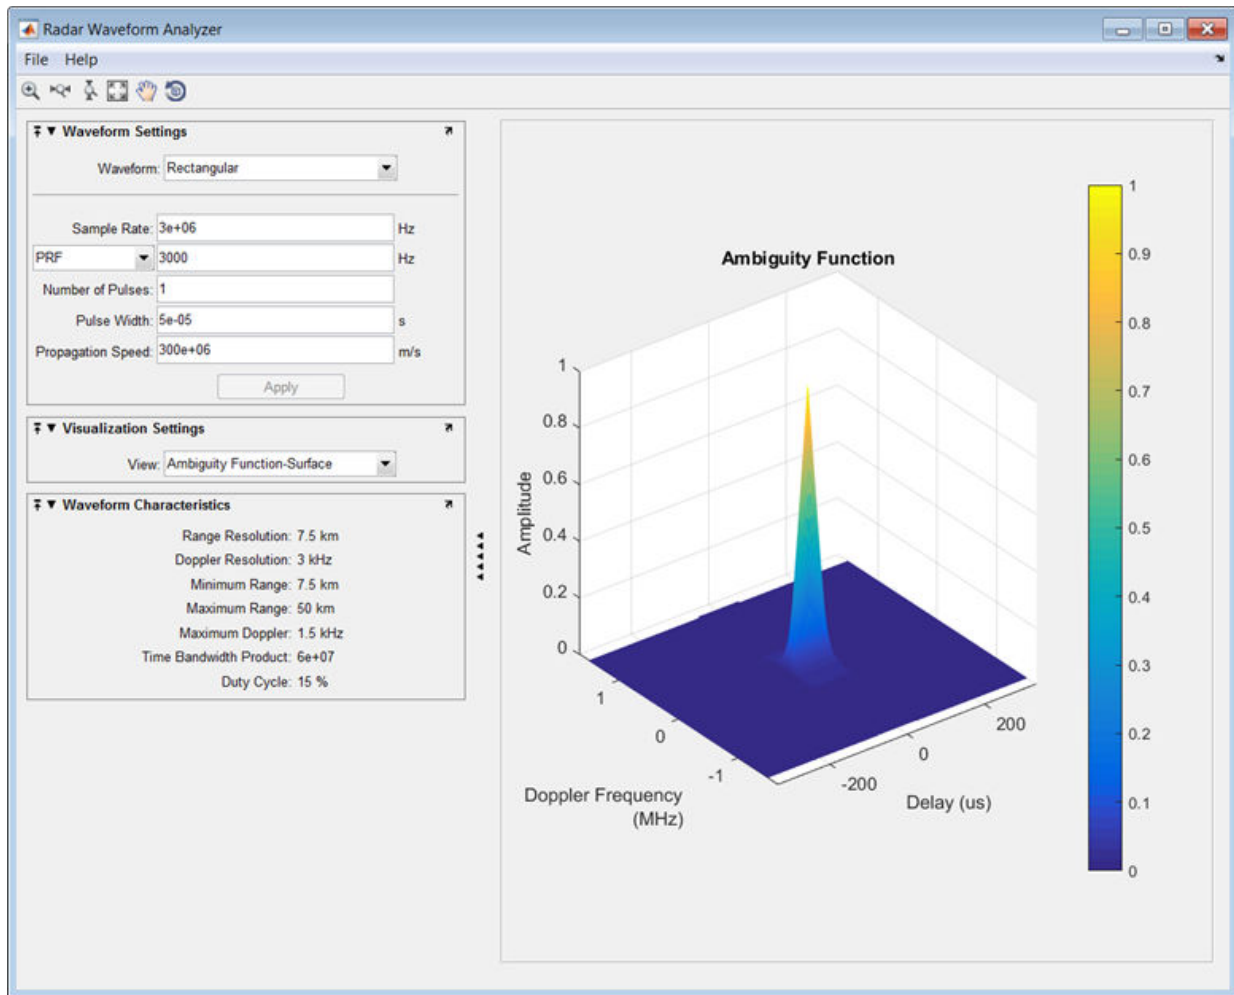 Radar Waveform Analyzer
File Help
Waveform Settings
Waveform: Rectangular
Sample Rate: 3e+06 Hz
PRF 3000 Hz
Number of Pulses: 1
Pulse Width: 5e-05 s
Propagation Speed: 300e+06 m/s
Apply
Visualization Settings
View: Ambiguity Function-Surface
Waveform Characteristics
Range Resolution: 7.5 km
Doppler Resolution: 3 kHz
Minimum Range: 7.5 km
Maximum Range: 50 km
Maximum Doppler: 1.5 kHz
Time Bandwidth Product: 6e+07
Duty Cycle: 15 %
Ambiguity Function
1
0.8
0.6
0.4
0.2
0
Amplitude
1
0
-1
Doppler Frequency
(MHz)
-200
0
200
Delay (us)
1
0.9
0.8
0.7
0.6
0.5
0.4
0.3
0.2
0.1
0